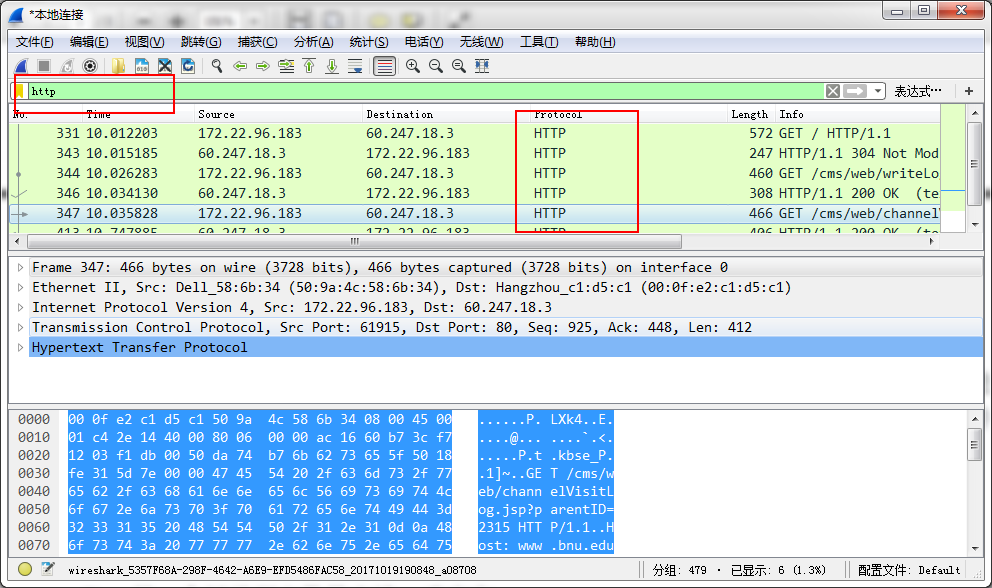 *本地连接
文件(F) 编辑(E) 视图(V) 跳转(G) 捕获(C) 分析(A) 统计(S) 电话(Y) 无线(W) 工具(T) 帮助(H)
http 表达式…
No. Time Source Destination Protocol Length Info
331 10.012203 172.22.96.183 60.247.18.3 HTTP 572 GET / HTTP/1.1
343 10.015185 60.247.18.3 172.22.96.183 HTTP 247 HTTP/1.1 304 Not Mod
344 10.026283 172.22.96.183 60.247.18.3 HTTP 460 GET /cms/web/writeLo
346 10.034130 60.247.18.3 172.22.96.183 HTTP 308 HTTP/1.1 200 OK (te
347 10.035828 172.22.96.183 60.247.18.3 HTTP 466 GET /cms/web/channel
413 10.747885 60.247.18.3 172.22.96.183 HTTP 406 HTTP/1.1 200 OK (te
Frame 347: 466 bytes on wire (3728 bits), 466 bytes captured (3728 bits) on interface 0
Ethernet II, Src: Dell_58:6b:34 (50:9a:4c:58:6b:34), Dst: Hangzhou_c1:d5:c1 (00:0f:e2:c1:d5:c1)
Internet Protocol Version 4, Src: 172.22.96.183, Dst: 60.247.18.3
Transmission Control Protocol, Src Port: 61915, Dst Port: 80, Seq: 925, Ack: 448, Len: 412
Hypertext Transfer Protocol
0000 00 0f e2 c1 d5 c1 50 9a 4c 58 6b 34 08 00 45 00 ......P. LXk4..E.
0010 01 c4 2e 14 40 00 80 06 00 00 ac 16 60 b7 3c f7 ....@... ....`.<.
0020 12 03 f1 db 00 50 da 74 b7 6b 62 73 65 5f 50 18 .....P.t .kbse_P.
0030 fe 31 5d 7e 00 00 47 45 54 20 2f 63 6d 73 2f 77 .1]~..GE T /cms/w
0040 65 62 2f 63 68 61 6e 6e 65 6c 56 69 73 69 74 4c eb/chann elVisitL
0050 6f 67 2e 6a 73 70 3f 70 61 72 65 6e 74 49 44 3d og.jsp?p arentID=
0060 32 33 31 35 20 48 54 54 50 2f 31 2e 31 0d 0a 48 2315 HTT P/1.1..H
0070 6f 73 74 3a 20 77 77 77 2e 62 6e 75 2e 65 64 75 ost: www .bnu.edu
wireshark_5357F68A-298F-4642-A6E9-EFD5486FAC58_20171019190848_a08708 分组: 479 · 已显示: 6 (1.3%) 配置文件: Default